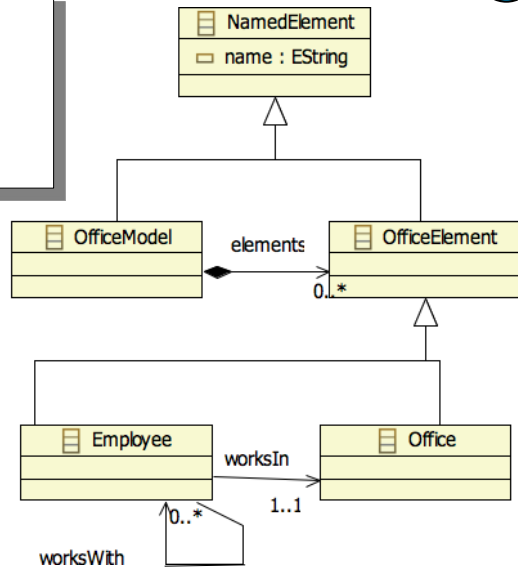 NamedElement
name : EString
OfficeModel
elements
OfficeElement
0..*
Employee
worksIn
Office
1..1
0..*
worksWith